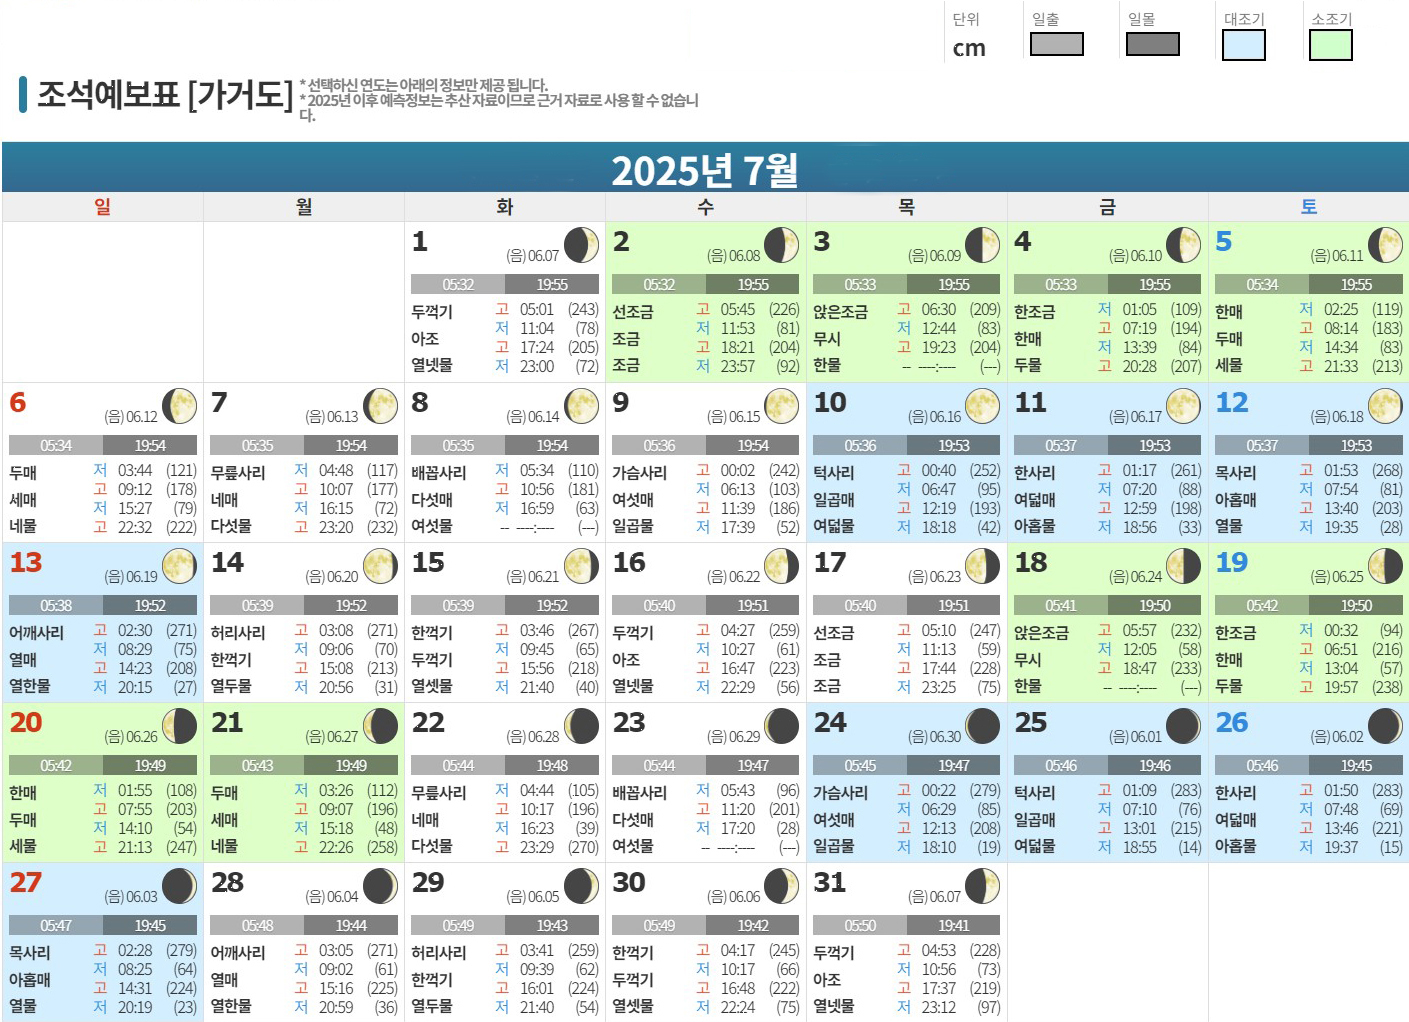 단위 일출 일몰 대조기 소조기
cm
조석예보표 [가거도]
* 선택하신 연도는 아래의 정보만 제공 됩니다.
* 2025년 이후 예측정보는 추산 자료이므로 근거 자료로 사용 할 수 없습니
다.
2025년 7월
일 월 화 수 목 금 토
1 (음) 06.07
05:32 19:55
두꺽기 고 05:01 (243)
저 11:04 (78)
아조 고 17:24 (205)
열넷물 저 23:00 (72)
2 (음) 06.08
05:32 19:55
선조금 고 05:45 (226)
저 11:53 (81)
조금 고 18:21 (204)
조금 저 23:57 (92)
3 (음) 06.09
05:33 19:55
앉은조금 고 06:30 (209)
저 12:44 (83)
무시 고 19:23 (204)
한물 -- ----:---- (---)
4 (음) 06.10
05:33 19:55
한조금 저 01:05 (109)
고 07:19 (194)
한매 저 13:39 (84)
두물 고 20:28 (207)
5 (음) 06.11
05:34 19:55
한매 저 02:25 (119)
고 08:14 (183)
두매 저 14:34 (83)
세물 고 21:33 (213)
6 (음) 06.12
05:34 19:54
두매 저 03:44 (121)
고 09:12 (178)
세매 저 15:27 (79)
네물 고 22:32 (222)
7 (음) 06.13
05:35 19:54
무릎사리 저 04:48 (117)
고 10:07 (177)
네매 저 16:15 (72)
다섯물 고 23:20 (232)
8 (음) 06.14
05:35 19:54
배꼽사리 저 05:34 (110)
고 10:56 (181)
다섯매 저 16:59 (63)
여섯물 -- ----:---- (---)
9 (음) 06.15
05:36 19:54
가슴사리 고 00:02 (242)
저 06:13 (103)
여섯매 고 11:39 (186)
일곱물 저 17:39 (52)
10 (음) 06.16
05:36 19:53
턱사리 고 00:40 (252)
저 06:47 (95)
일곱매 고 12:19 (193)
여덟물 저 18:18 (42)
11 (음) 06.17
05:37 19:53
한사리 고 01:17 (261)
저 07:20 (88)
여덟매 고 12:59 (198)
아홉물 저 18:56 (33)
12 (음) 06.18
05:37 19:53
목사리 고 01:53 (268)
저 07:54 (81)
아홉매 고 13:40 (203)
열물 저 19:35 (28)
13 (음) 06.19
05:38 19:52
어깨사리 고 02:30 (271)
저 08:29 (75)
열매 고 14:23 (208)
열한물 저 20:15 (27)
14 (음) 06.20
05:39 19:52
허리사리 고 03:08 (271)
저 09:06 (70)
한꺽기 고 15:08 (213)
열두물 저 20:56 (31)
15 (음) 06.21
05:39 19:52
한꺽기 고 03:46 (267)
저 09:45 (65)
두꺽기 고 15:56 (218)
열셋물 저 21:40 (40)
16 (음) 06.22
05:40 19:51
두꺽기 고 04:27 (259)
저 10:27 (61)
아조 고 16:47 (223)
열넷물 저 22:29 (56)
17 (음) 06.23
05:40 19:51
선조금 고 05:10 (247)
저 11:13 (59)
조금 고 17:44 (228)
조금 저 23:25 (75)
18 (음) 06.24
05:41 19:50
앉은조금 고 05:57 (232)
저 12:05 (58)
무시 고 18:47 (233)
한물 -- ----:---- (---)
19 (음) 06.25
05:42 19:50
한조금 저 00:32 (94)
고 06:51 (216)
한매 저 13:04 (57)
두물 고 19:57 (238)
20 (음) 06.26
05:42 19:49
한매 저 01:55 (108)
고 07:55 (203)
두매 저 14:10 (54)
세물 고 21:13 (247)
21 (음) 06.27
05:43 19:49
두매 저 03:26 (112)
고 09:07 (196)
세매 저 15:18 (48)
네물 고 22:26 (258)
22 (음) 06.28
05:44 19:48
무릎사리 저 04:44 (105)
고 10:17 (196)
네매 저 16:23 (39)
다섯물 고 23:29 (270)
23 (음) 06.29
05:44 19:47
배꼽사리 저 05:43 (96)
고 11:20 (201)
다섯매 저 17:20 (28)
여섯물 -- ----:---- (---)
24 (음) 06.30
05:45 19:47
가슴사리 고 00:22 (279)
저 06:29 (85)
여섯매 고 12:13 (208)
일곱물 저 18:10 (19)
25 (음) 06.01
05:46 19:46
턱사리 고 01:09 (283)
저 07:10 (76)
일곱매 고 13:01 (215)
여덟물 저 18:55 (14)
26 (음) 06.02
05:46 19:45
한사리 고 01:50 (283)
저 07:48 (69)
여덟매 고 13:46 (221)
아홉물 저 19:37 (15)
27 (음) 06.03
05:47 19:45
목사리 고 02:28 (279)
저 08:25 (64)
아홉매 고 14:31 (224)
열물 저 20:19 (23)
28 (음) 06.04
05:48 19:44
어깨사리 고 03:05 (271)
저 09:02 (61)
열매 고 15:16 (225)
열한물 저 20:59 (36)
29 (음) 06.05
05:49 19:43
허리사리 고 03:41 (259)
저 09:39 (62)
한꺽기 고 16:01 (224)
열두물 저 21:40 (54)
30 (음) 06.06
05:49 19:42
한꺽기 고 04:17 (245)
저 10:17 (66)
두꺽기 고 16:48 (222)
열셋물 저 22:24 (75)
31 (음) 06.07
05:50 19:41
두꺽기 고 04:53 (228)
저 10:56 (73)
아조 고 17:37 (219)
열넷물 저 23:12 (97)